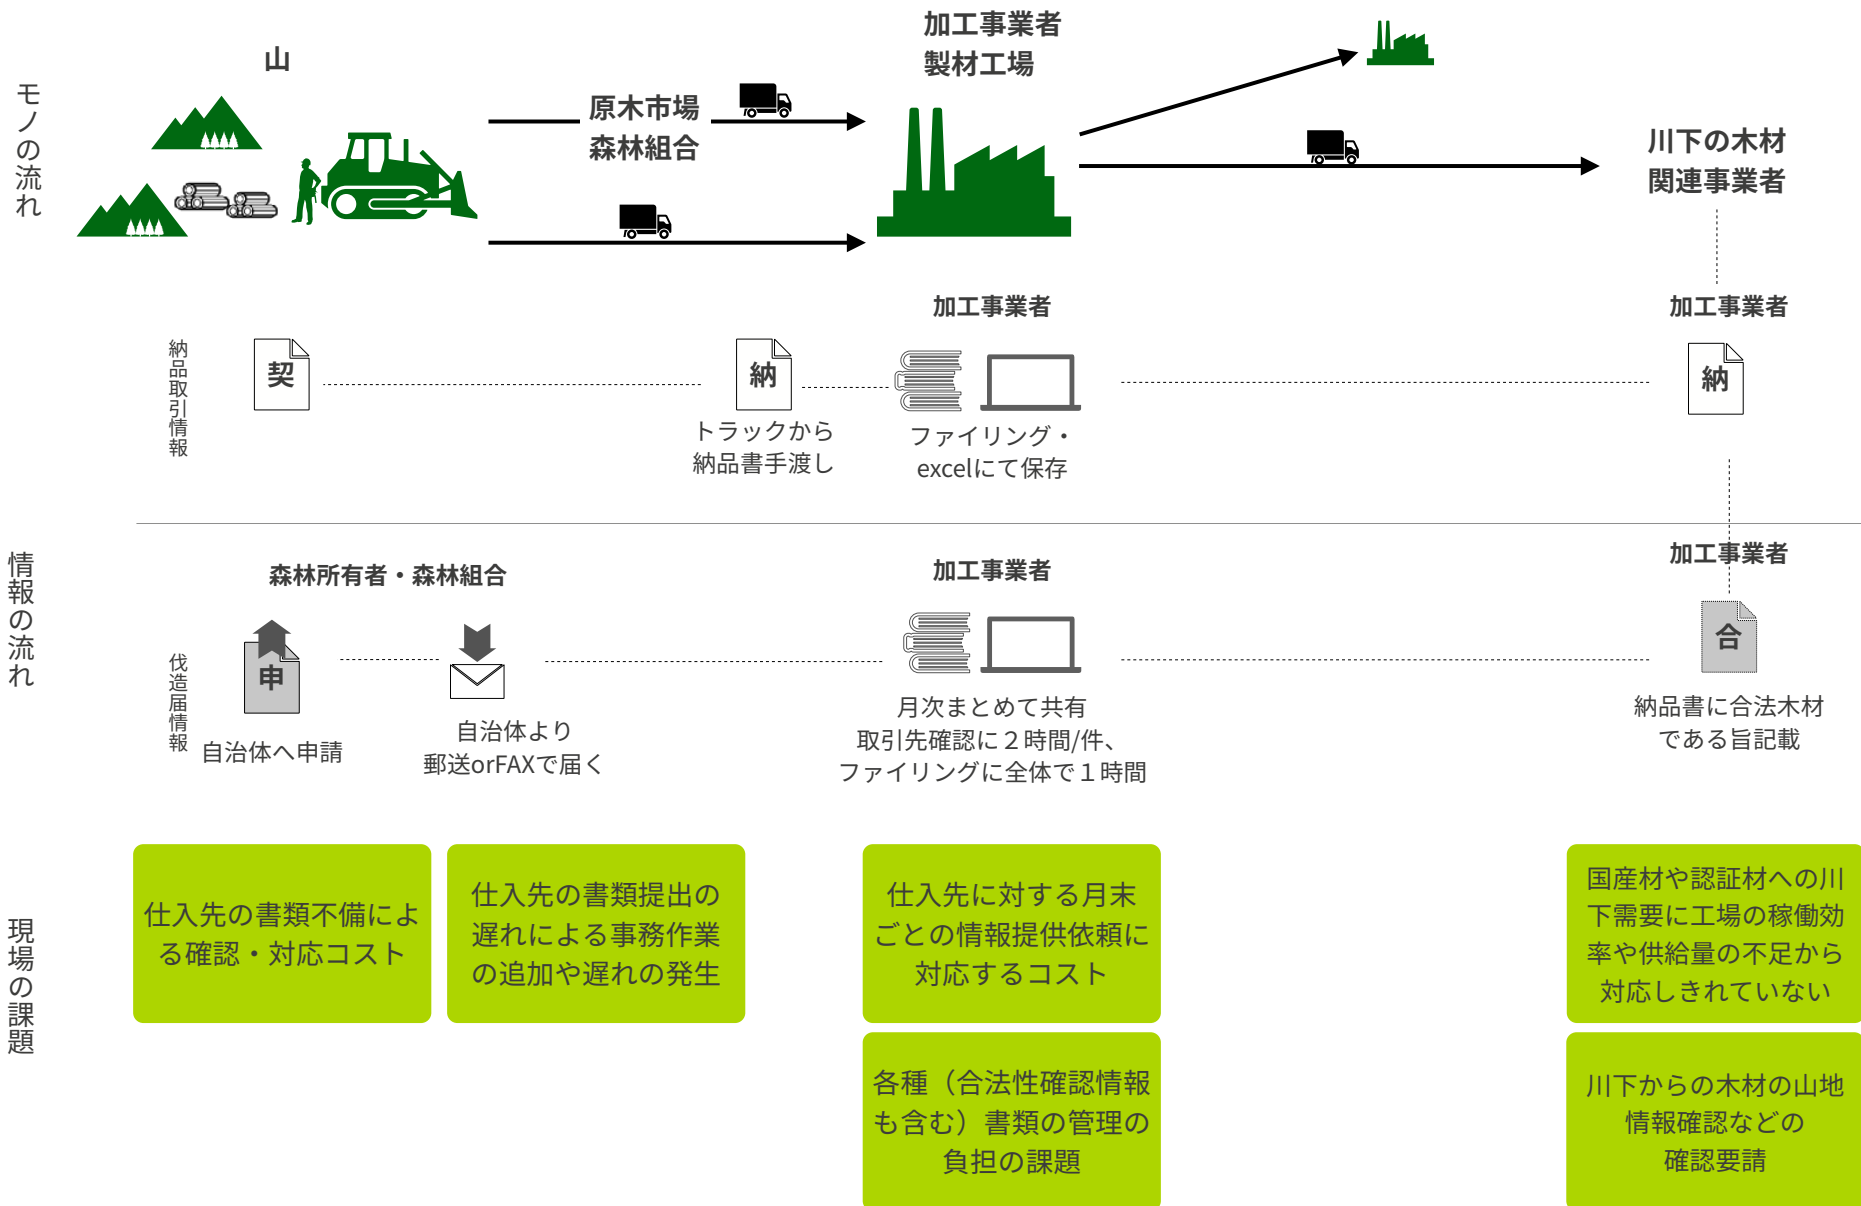 モノの流れ
山
原木市場
森林組合
加工事業者
製材工場
川下の木材
関連事業者
情報の流れ
納品取引情報
契
納
トラックから
納品書手渡し
加工事業者
ファイリング・
excelにて保存
加工事業者
納
伐造届情報
森林所有者・森林組合
申
自治体へ申請
自治体より
郵送orFAXで届く
加工事業者
月次まとめて共有
取引先確認に２時間/件、
ファイリングに全体で１時間
加工事業者
合
納品書に合法木材
である旨記載
現場の課題
仕入先の書類不備によ
る確認・対応コスト
仕入先の書類提出の
遅れによる事務作業
の追加や遅れの発生
仕入先に対する月末
ごとの情報提供依頼に
対応するコスト
各種（合法性確認情報
も含む）書類の管理の
負担の課題
国産材や認証材への川
下需要に工場の稼働効
率や供給量の不足から
対応しきれていない
川下からの木材の山地
情報確認などの
確認要請